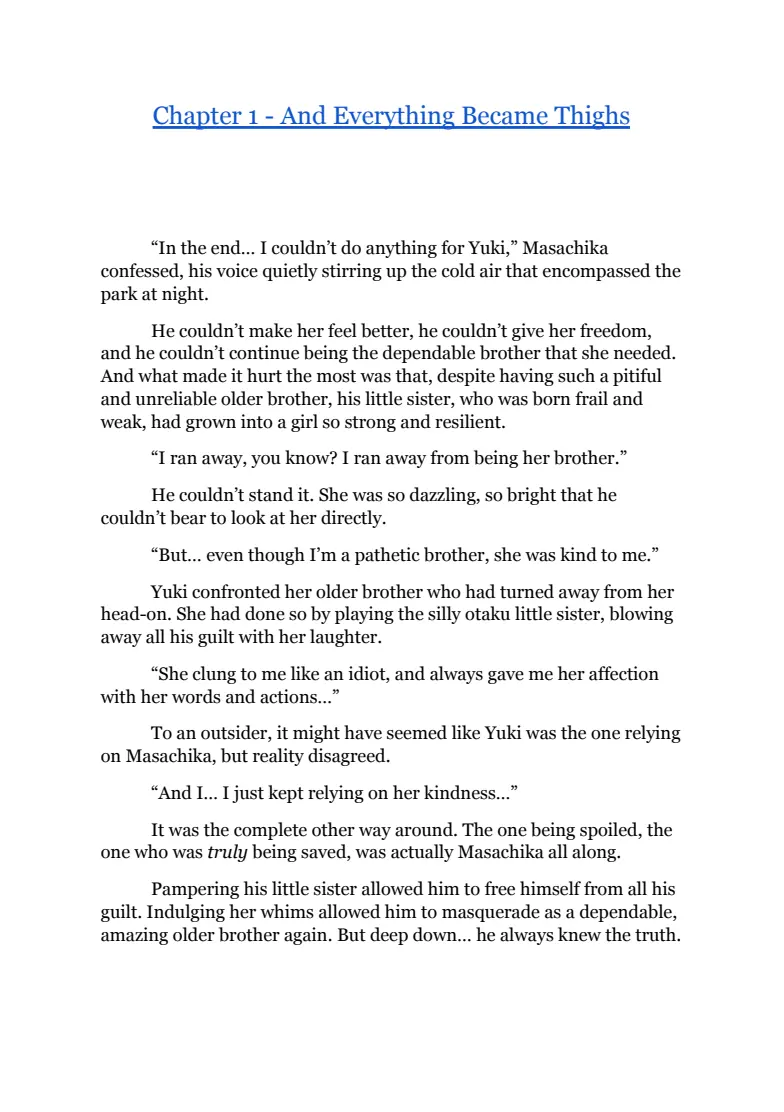 Chapter 1 - And Everything Became Thighs
“In the end... I couldn’t do anything for Yuki,” Masachika
confessed, his voice quietly stirring up the cold air that encompassed the
park at night.
He couldn’t make her feel better, he couldn’t give her freedom,
and he couldn’t continue being the dependable brother that she needed.
And what made it hurt the most was that, despite having such a pitiful
and unreliable older brother, his little sister, who was born frail and
weak, had grown into a girl so strong and resilient.
“I ran away, you know? I ran away from being her brother.”
He couldn’t stand it. She was so dazzling, so bright that he
couldn’t bear to look at her directly.
“But... even though I’m a pathetic brother, she was kind to me.”
Yuki confronted her older brother who had turned away from her
head-on. She had done so by playing the silly otaku little sister, blowing
away all his guilt with her laughter.
“She clung to me like an idiot, and always gave me her affection
with her words and actions...”
To an outsider, it might have seemed like Yuki was the one relying
on Masachika, but reality disagreed.
“And I... I just kept relying on her kindness...”
It was the complete other way around. The one being spoiled, the
one who was truly being saved, was actually Masachika all along.
Pampering his little sister allowed him to free himself from all his
guilt. Indulging her whims allowed him to masquerade as a dependable,
amazing older brother again. But deep down... he always knew the truth.